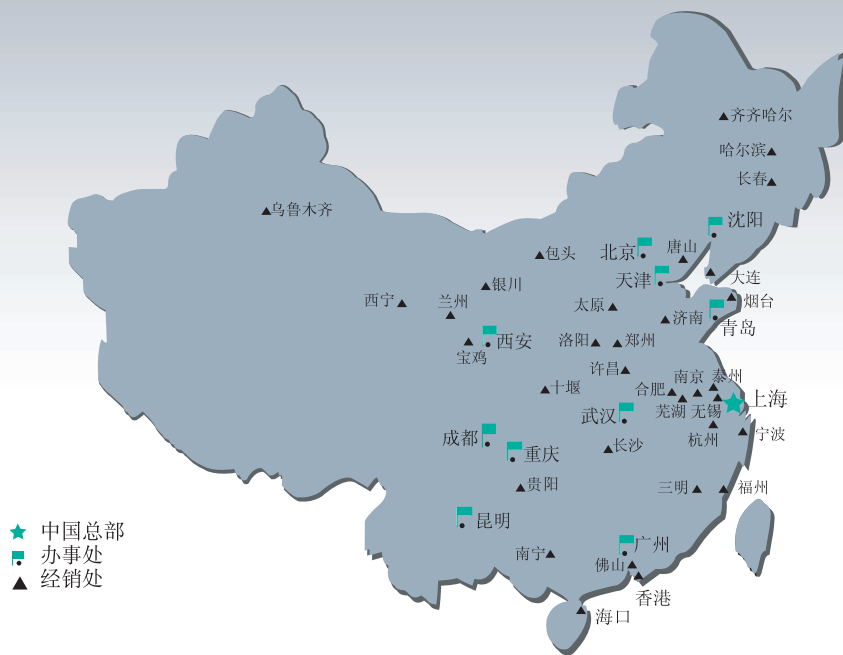 齐齐哈尔
哈尔滨
长春
乌鲁木齐
沈阳
北京
唐山
包头
天津
大连
银川
烟台
西宁
兰州
太原
济南
青岛
西安
洛阳
郑州
宝鸡
许昌
南京
泰州
十堰
合肥
上海
武汉
芜湖
无锡
成都
杭州
宁波
长沙
重庆
贵阳
三明
福州
昆明
中国总部
广州
南宁
办事处
佛山
经销处
香港
海口